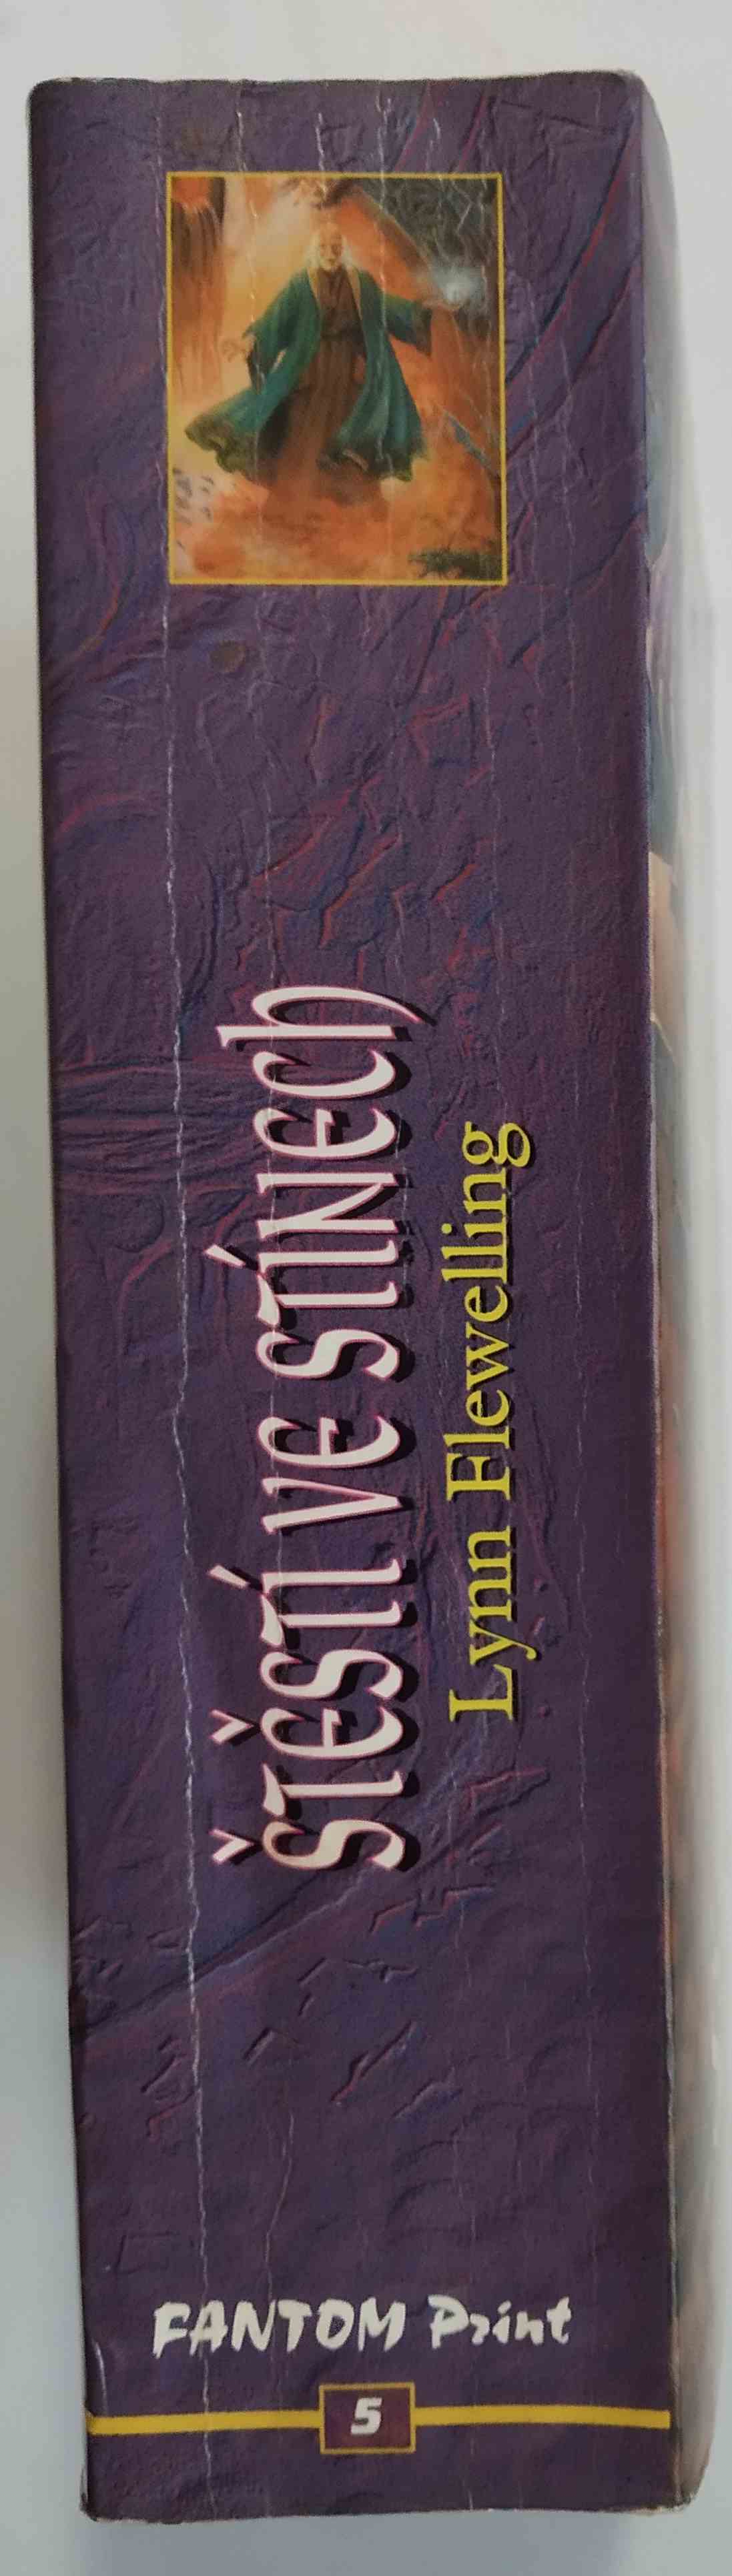 ŠTĚSTÍ VE STÍNECH
Lynn Flewelling
FANTOM Print
5